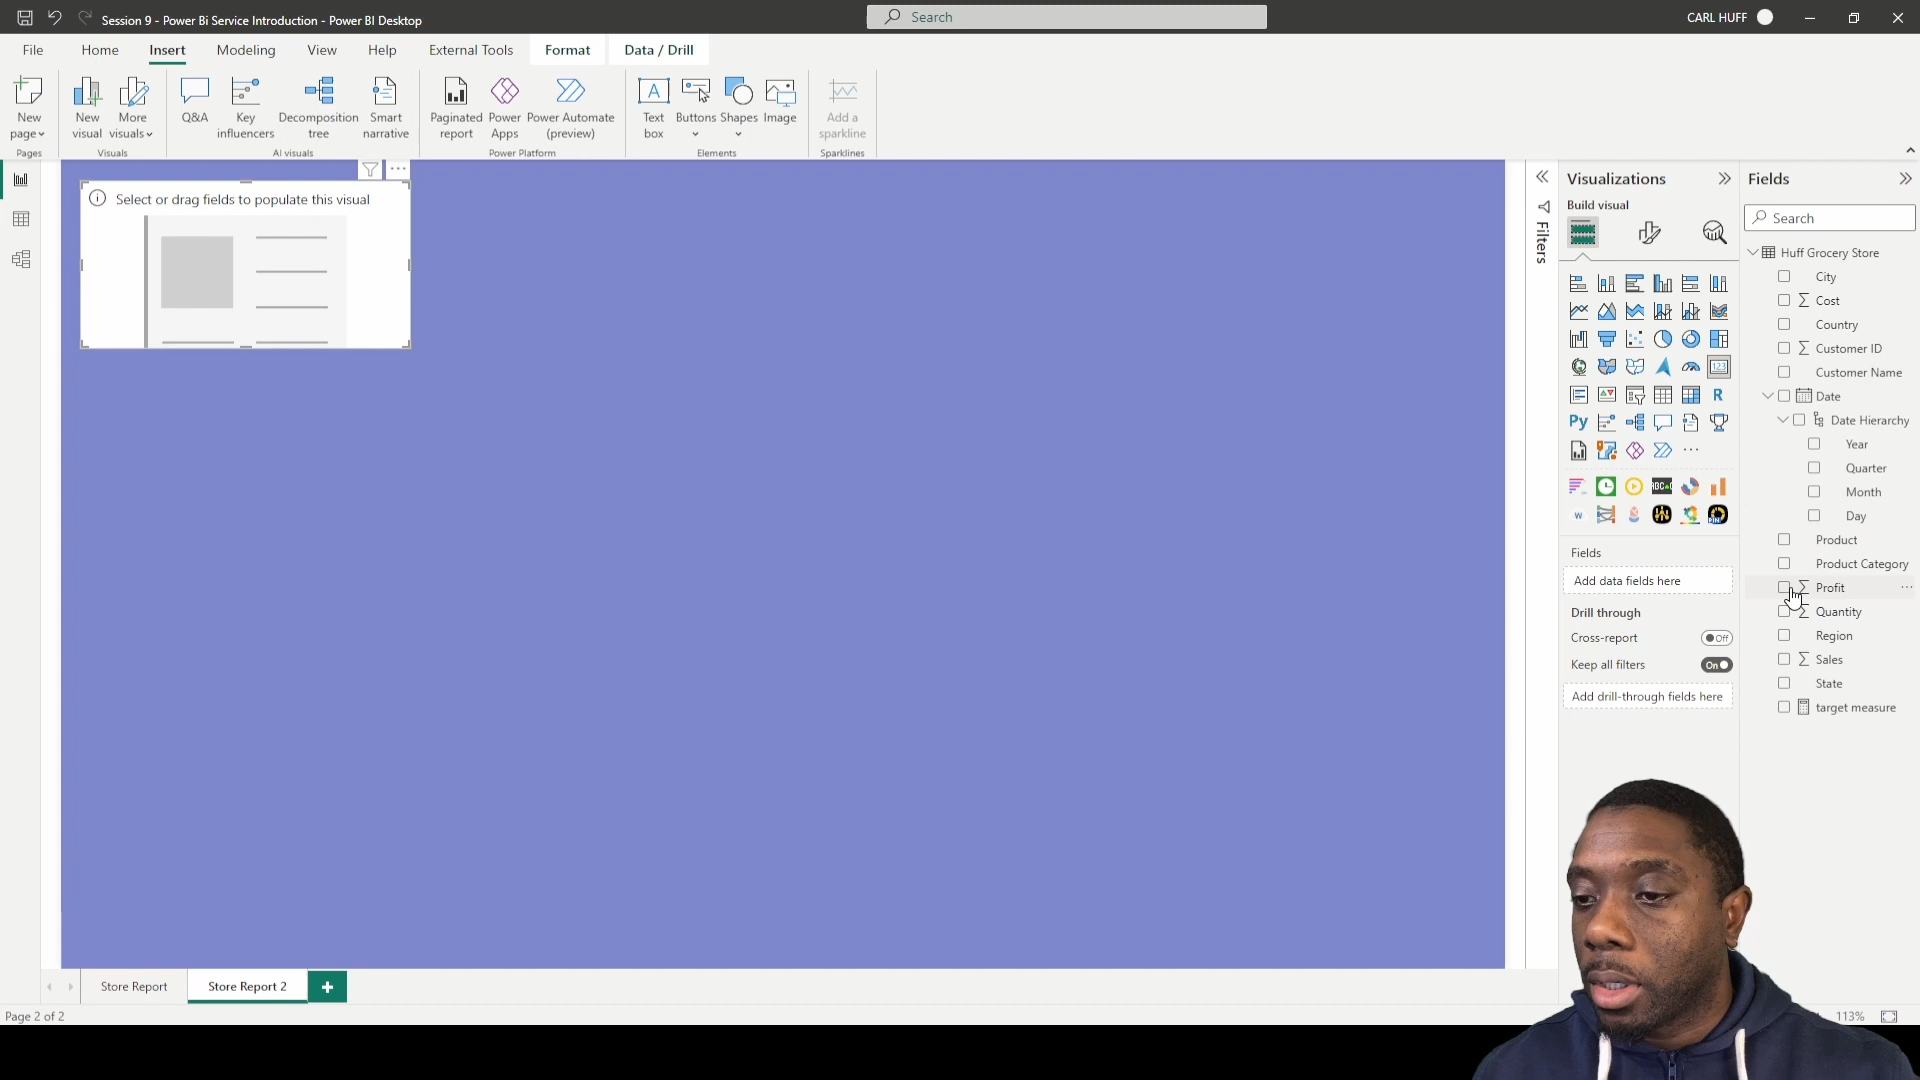 Session 9 - Power Bi Service Introduction - Power BI Desktop
Search
CARL HUFF
File
Home
Insert
Modeling
View
Help
External Tools
Format
Data / Drill
New page
New visual
More visuals
Q&A
Key influencers
Decomposition tree
Smart narrative
Paginated report
Power Apps
Power Automate (preview)
Text box
Buttons
Shapes
Image
Add a sparkline
Pages
Visuals
AI visuals
Power Platform
Elements
Sparklines
Select or drag fields to populate this visual
Filters
Visualizations
Build visual
123
R
Py
Fields
Add data fields here
Drill through
Cross-report
Off
Keep all filters
On
Add drill-through fields here
Fields
Search
Huff Grocery Store
City
Cost
Country
Customer ID
Customer Name
Date
Date Hierarchy
Year
Quarter
Month
Day
Product
Product Category
Profit
Quantity
Region
Sales
State
target measure
Store Report
Store Report 2
Page 2 of 2
113%